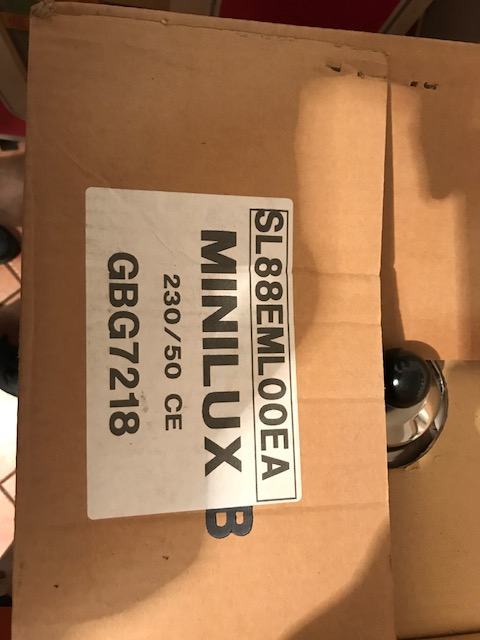 SL88EML00EA
MINILUX
230/50 CE
GBG7218
B